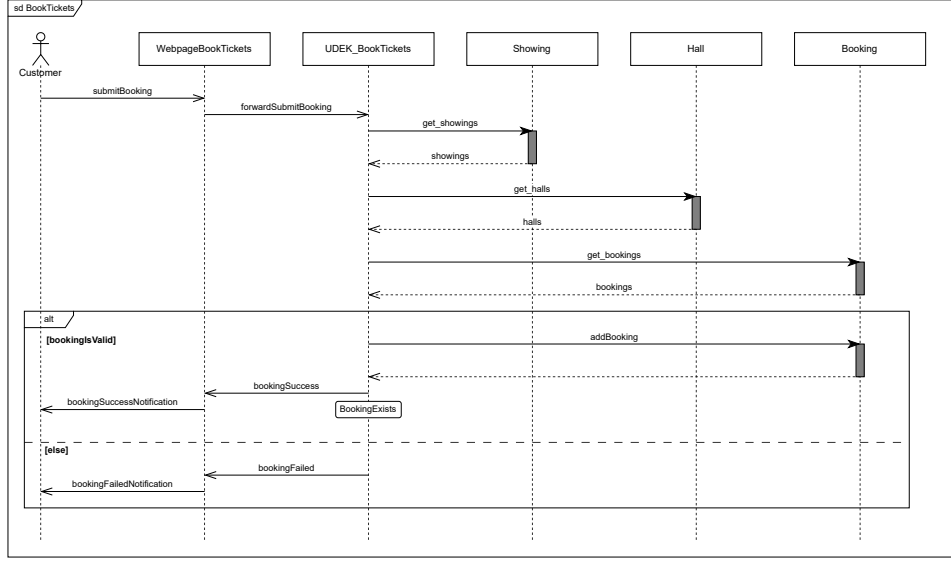 sd BookTickets
WebpageBookTickets
UDEK_BookTickets
Showing
Hall
Booking
Customer
submitBooking
forwardSubmitBooking
get_showings
showings
get_halls
halls
get_bookings
bookings
alt
[bookingIsValid]
addBooking
bookingSuccess
bookingSuccessNotification
BookingExists
[else]
bookingFailed
bookingFailedNotification